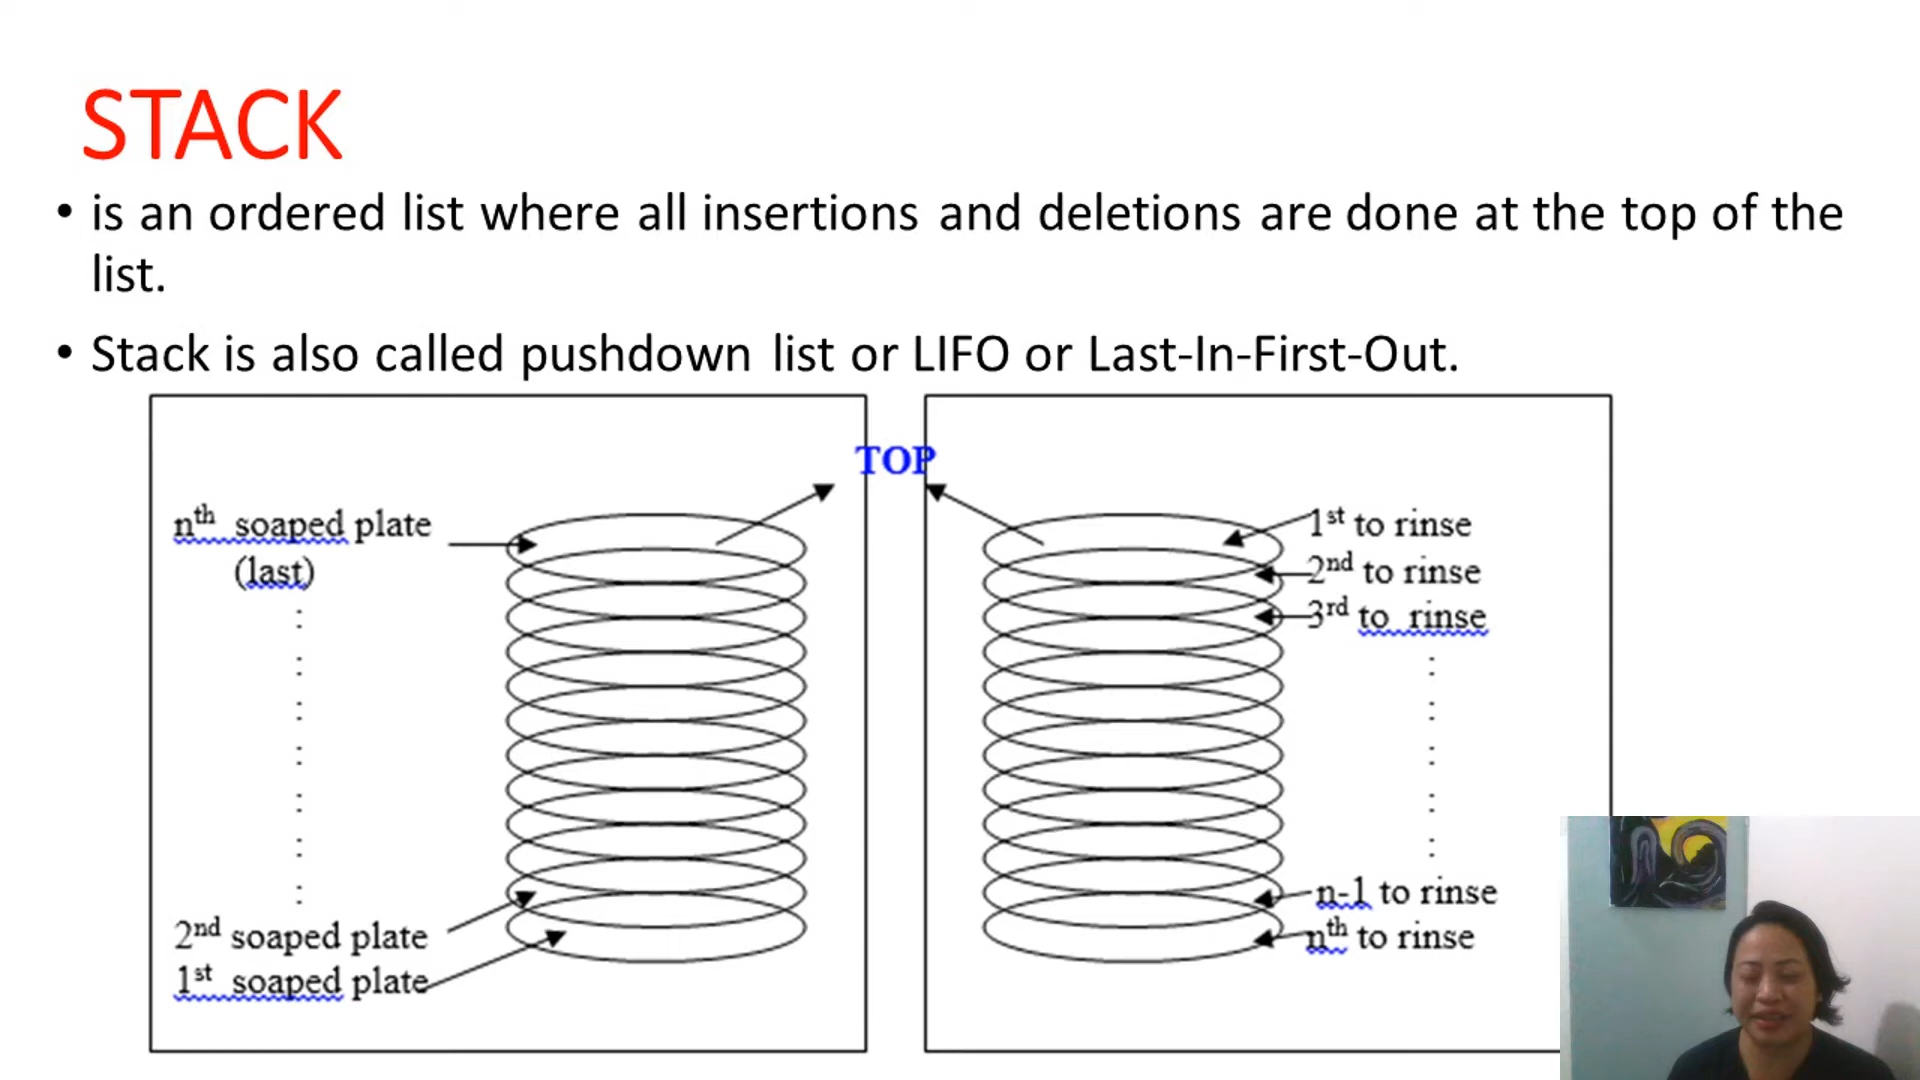 STACK
• is an ordered list where all insertions and deletions are done at the top of the
list.
• Stack is also called pushdown list or LIFO or Last-In-First-Out.
TOP
nth soaped plate
(last)
:
:
:
:
:
:
:
2nd soaped plate
1st soaped plate
1st to rinse
2nd to rinse
3rd to rinse
:
:
:
:
:
n-1 to rinse
nth to rinse